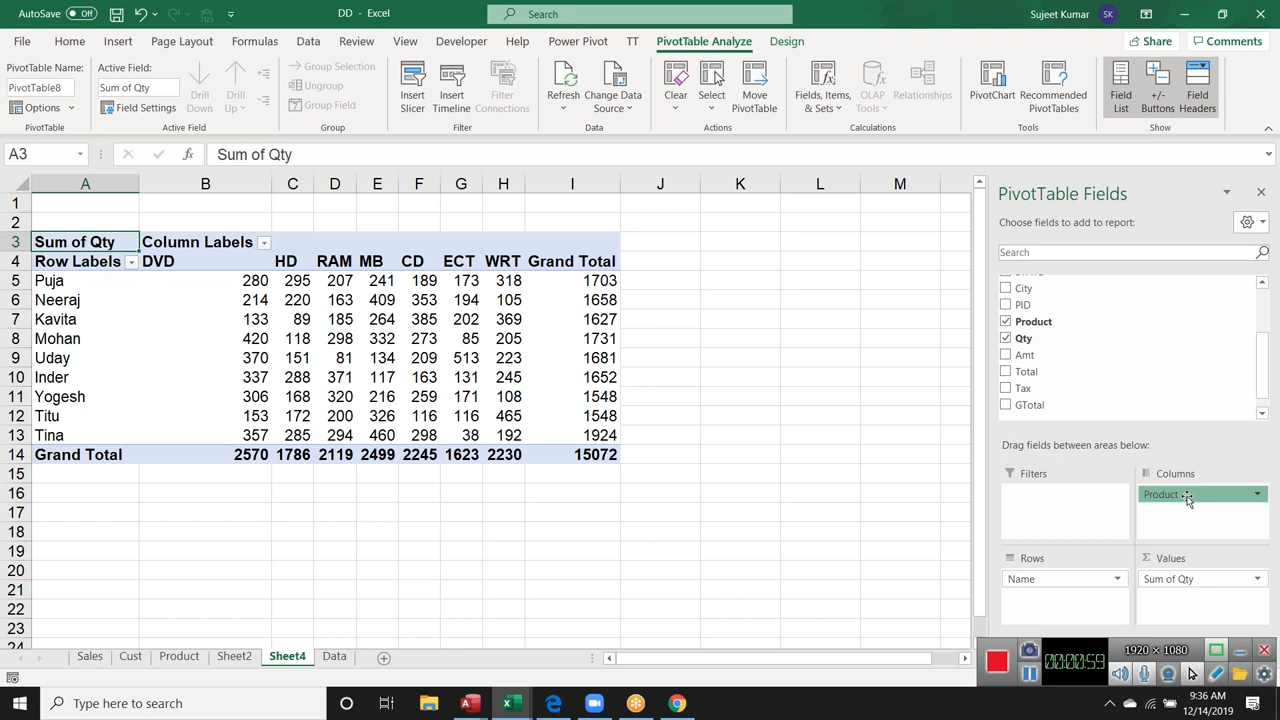 AutoSave Off DD - Excel Search Sujeet Kumar SK
File Home Insert Page Layout Formulas Data Review View Developer Help Power Pivot TT PivotTable Analyze Design Share Comments
PivotTable Name:
PivotTable8
Options
PivotTable
Active Field:
Sum of Qty
Field Settings
Drill Down
Drill Up
Active Field
Group Selection
Ungroup
Group Field
Group
Insert Slicer
Insert Timeline
Filter Connections
Filter
Refresh
Change Data Source
Data
Clear
Select
Move PivotTable
Actions
Fields, Items, & Sets
OLAP Tools
Relationships
Calculations
PivotChart
Recommended PivotTables
Tools
Field List
+/- Buttons
Field Headers
Show
A3 fx Sum of Qty
A B C D E F G H I J K L M
1
2
3 Sum of Qty Column Labels
4 Row Labels DVD HD RAM MB CD ECT WRT Grand Total
5 Puja 280 295 207 241 189 173 318 1703
6 Neeraj 214 220 163 409 353 194 105 1658
7 Kavita 133 89 185 264 385 202 369 1627
8 Mohan 420 118 298 332 273 85 205 1731
9 Uday 370 151 81 134 209 513 223 1681
10 Inder 337 288 371 117 163 131 245 1652
11 Yogesh 306 168 320 216 259 171 108 1548
12 Titu 153 172 200 326 116 116 465 1548
13 Tina 357 285 294 460 298 38 192 1924
14 Grand Total 2570 1786 2119 2499 2245 1623 2230 15072
15
16
17
18
19
20
21
22
23
24
PivotTable Fields
Choose fields to add to report:
Search
City
PID
Product
Qty
Amt
Total
Tax
GTotal
Drag fields between areas below:
Filters
Columns
Product
Rows
Name
Values
Sum of Qty
Sales Cust Product Sheet2 Sheet4 Data
00:00:59
1920 × 1080
Type here to search
9:36 AM
12/14/2019